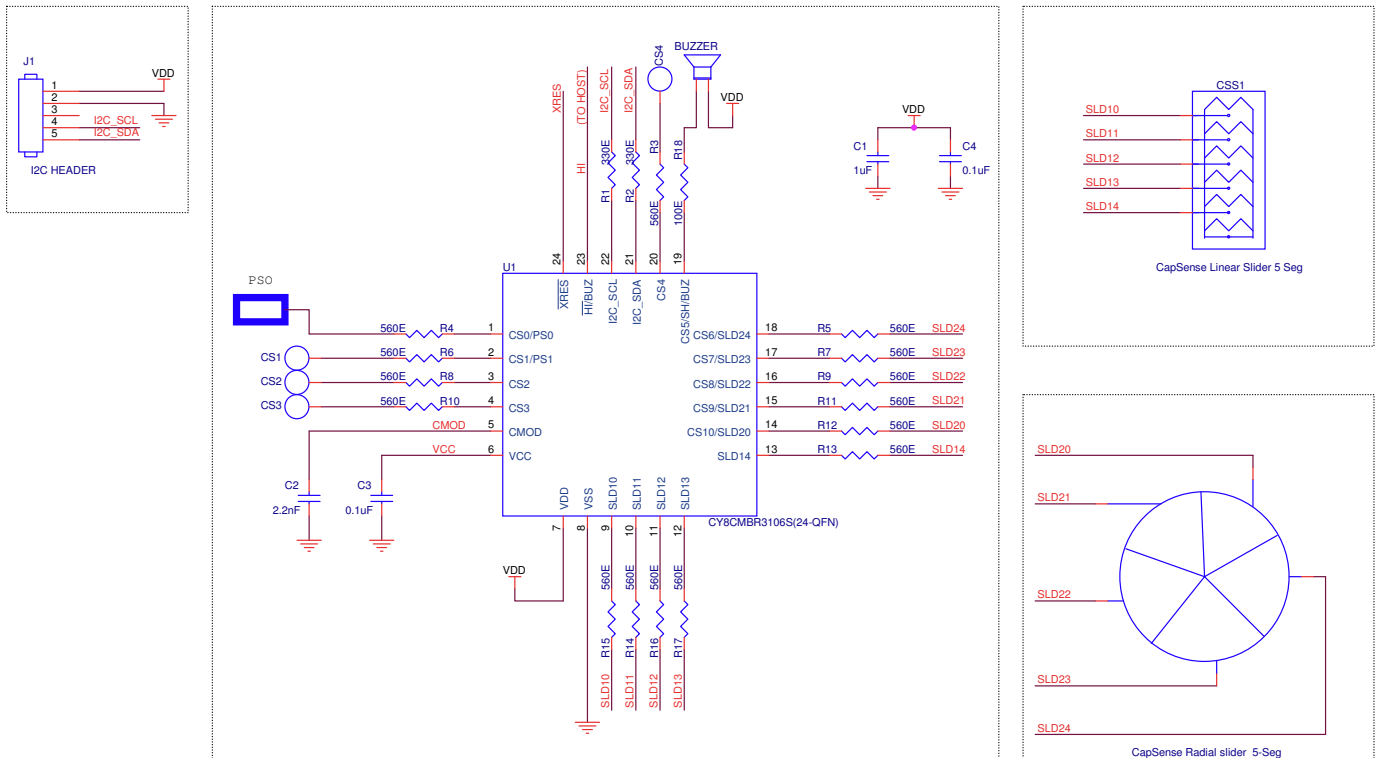 J1
1
2
3
4
5
VDD
I2C_SCL
I2C_SDA
I2C HEADER
XRES
HI (TO HOST)
I2C_SCL
I2C_SDA
CS4
BUZZER
VDD
R1 330E
R2 330E
560E R3
100E R18
24
23
22
21
20
19
VDD
C1
1uF
C4
0.1uF
U1
XRES
HI/BUZ
I2C_SCL
I2C_SDA
CS4
CS5/SH/BUZ
PS0
560E R4 1 CS0/PS0
CS1 560E R6 2 CS1/PS1
CS2 560E R8 3 CS2
CS3 560E R10 4 CS3
CMOD 5 CMOD
VCC 6 VCC
CS6/SLD24 18 R5 560E SLD24
CS7/SLD23 17 R7 560E SLD23
CS8/SLD22 16 R9 560E SLD22
CS9/SLD21 15 R11 560E SLD21
CS10/SLD20 14 R12 560E SLD20
SLD14 13 R13 560E SLD14
C2
2.2nF
C3
0.1uF
VDD
VSS
SLD10
SLD11
SLD12
SLD13
7
8
9
10
11
12
CY8CMBR3106S(24-QFN)
VDD
R15 560E
R14 560E
R16 560E
R17 560E
SLD10
SLD11
SLD12
SLD13
CSS1
SLD10
SLD11
SLD12
SLD13
SLD14
CapSense Linear Slider 5 Seg
SLD20
SLD21
SLD22
SLD23
SLD24
CapSense Radial slider 5-Seg